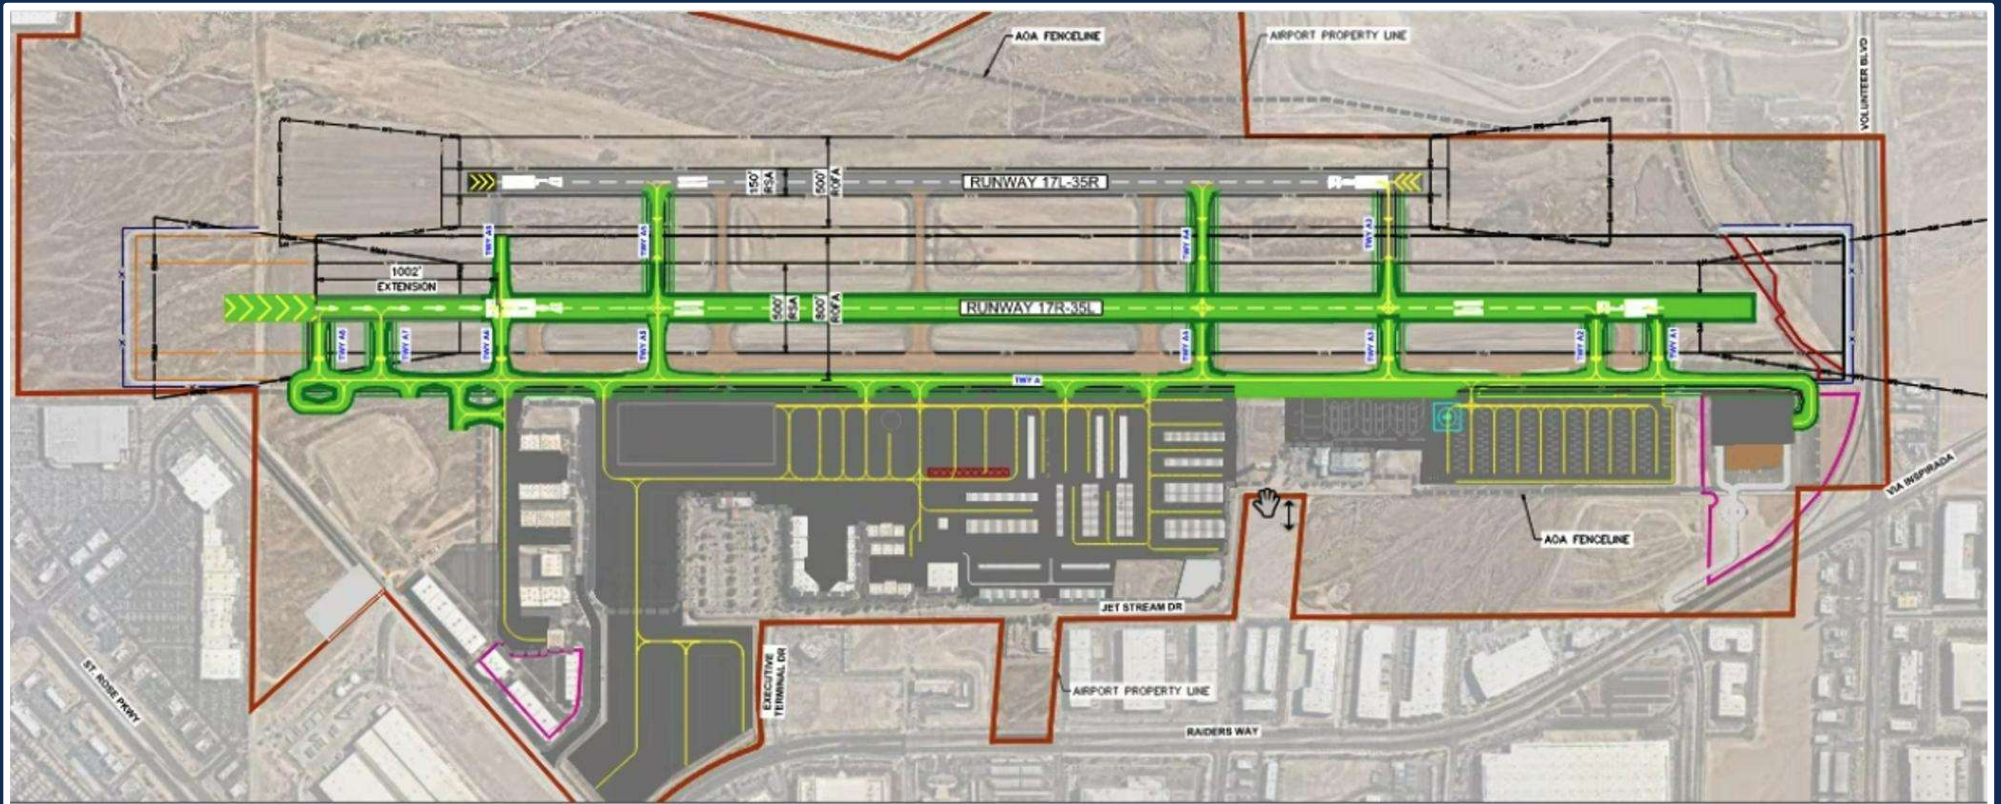 AOA FENCELINE
AIRPORT PROPERTY LINE
VOLUNTEER BLVD
150'
RSA
500'
ROFA
RUNWAY 17L-35R
TWY A5
TWY A4
TWY A3
1002'
EXTENSION
500'
RSA
800'
ROFA
RUNWAY 17R-35L
TWY A7
TWY A6
TWY A5
TWY A4
TWY A3
TWY A2
TWY A1
TWY A
VIA INSPIRADA
AOA FENCELINE
JET STREAM DR
EXECUTIVE
TERMINAL DR
AIRPORT PROPERTY LINE
ST. ROSE PKWY
RAIDERS WAY